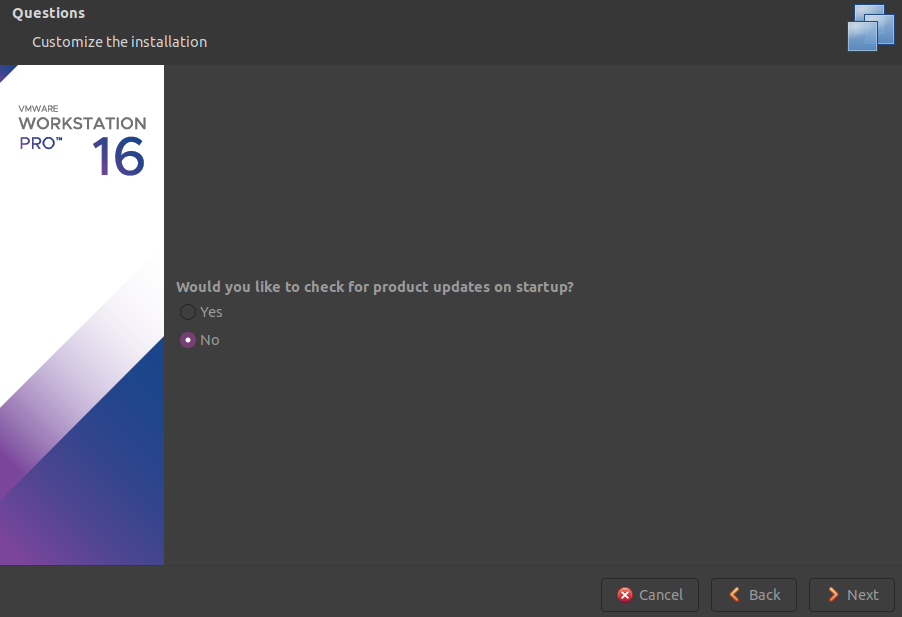 Questions
Customize the installation
VMWARE
WORKSTATION
PRO™
16
Would you like to check for product updates on startup?
Yes
No
Cancel
Back
Next